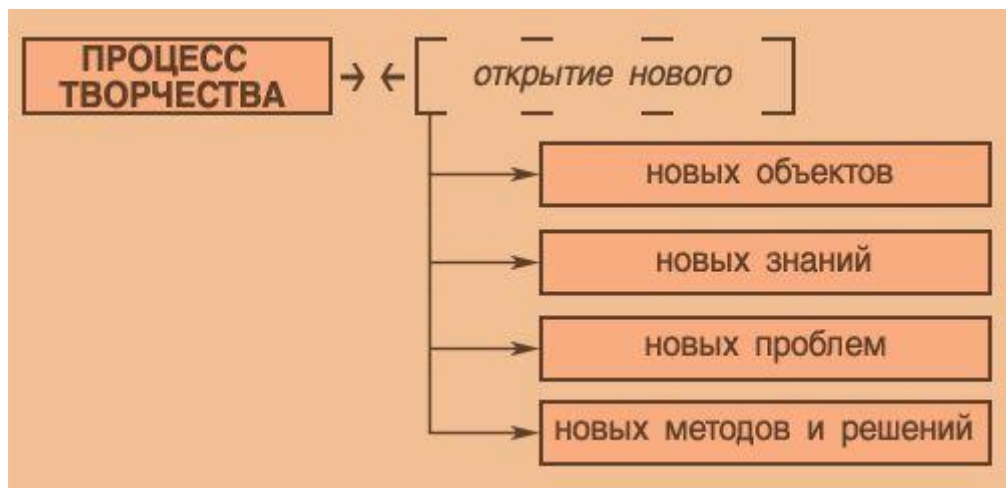 ПРОЦЕСС
ТВОРЧЕСТВА
открытие нового
новых объектов
новых знаний
новых проблем
новых методов и решений